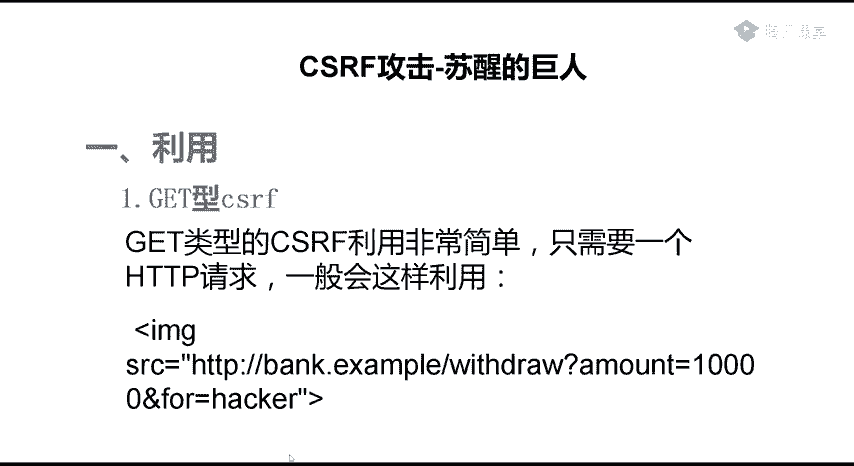 CSRF攻击-苏醒的巨人
一、利用
1.GET型csrf
GET类型的CSRF利用非常简单，只需要一个
HTTP请求，一般会这样利用：
<img
src="http://bank.example/withdraw?amount=1000
0&for=hacker">